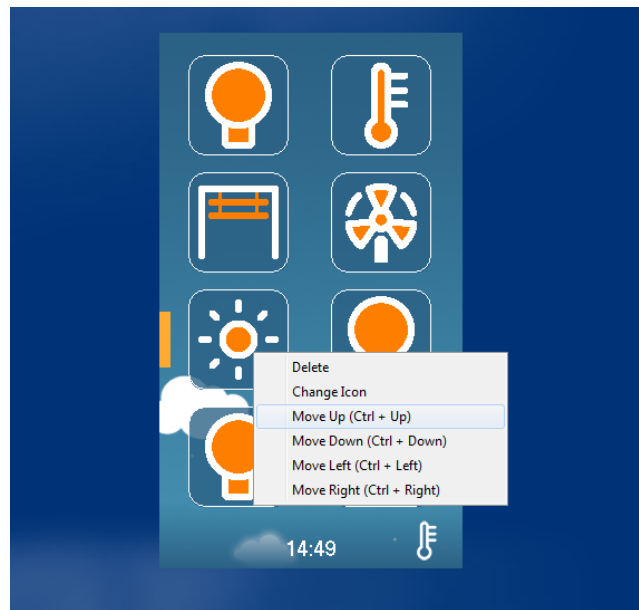 Delete
Change Icon
Move Up (Ctrl + Up)
Move Down (Ctrl + Down)
Move Left (Ctrl + Left)
Move Right (Ctrl + Right)
14:49